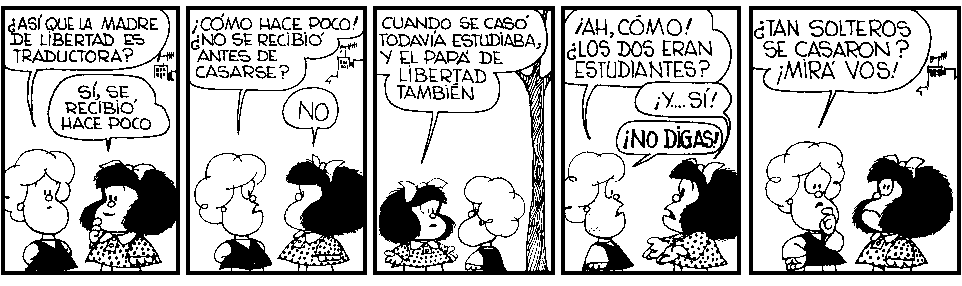 ¿ASÍ QUE LA MADRE
DE LIBERTAD ES
TRADUCTORA?
SÍ, SE
RECIBIÓ
HACE POCO
¡CÓMO HACE POCO!
¿NO SE RECIBIÓ
ANTES DE
CASARSE?
NO
CUANDO SE CASÓ
TODAVÍA ESTUDIABA,
Y EL PAPÁ DE
LIBERTAD
TAMBIÉN
¡AH, CÓMO!
¿LOS DOS ERAN
ESTUDIANTES?
¡Y...SÍ!
¡NO DIGAS!
¿TAN SOLTEROS
SE CASARON?
¡MIRÁ VOS!